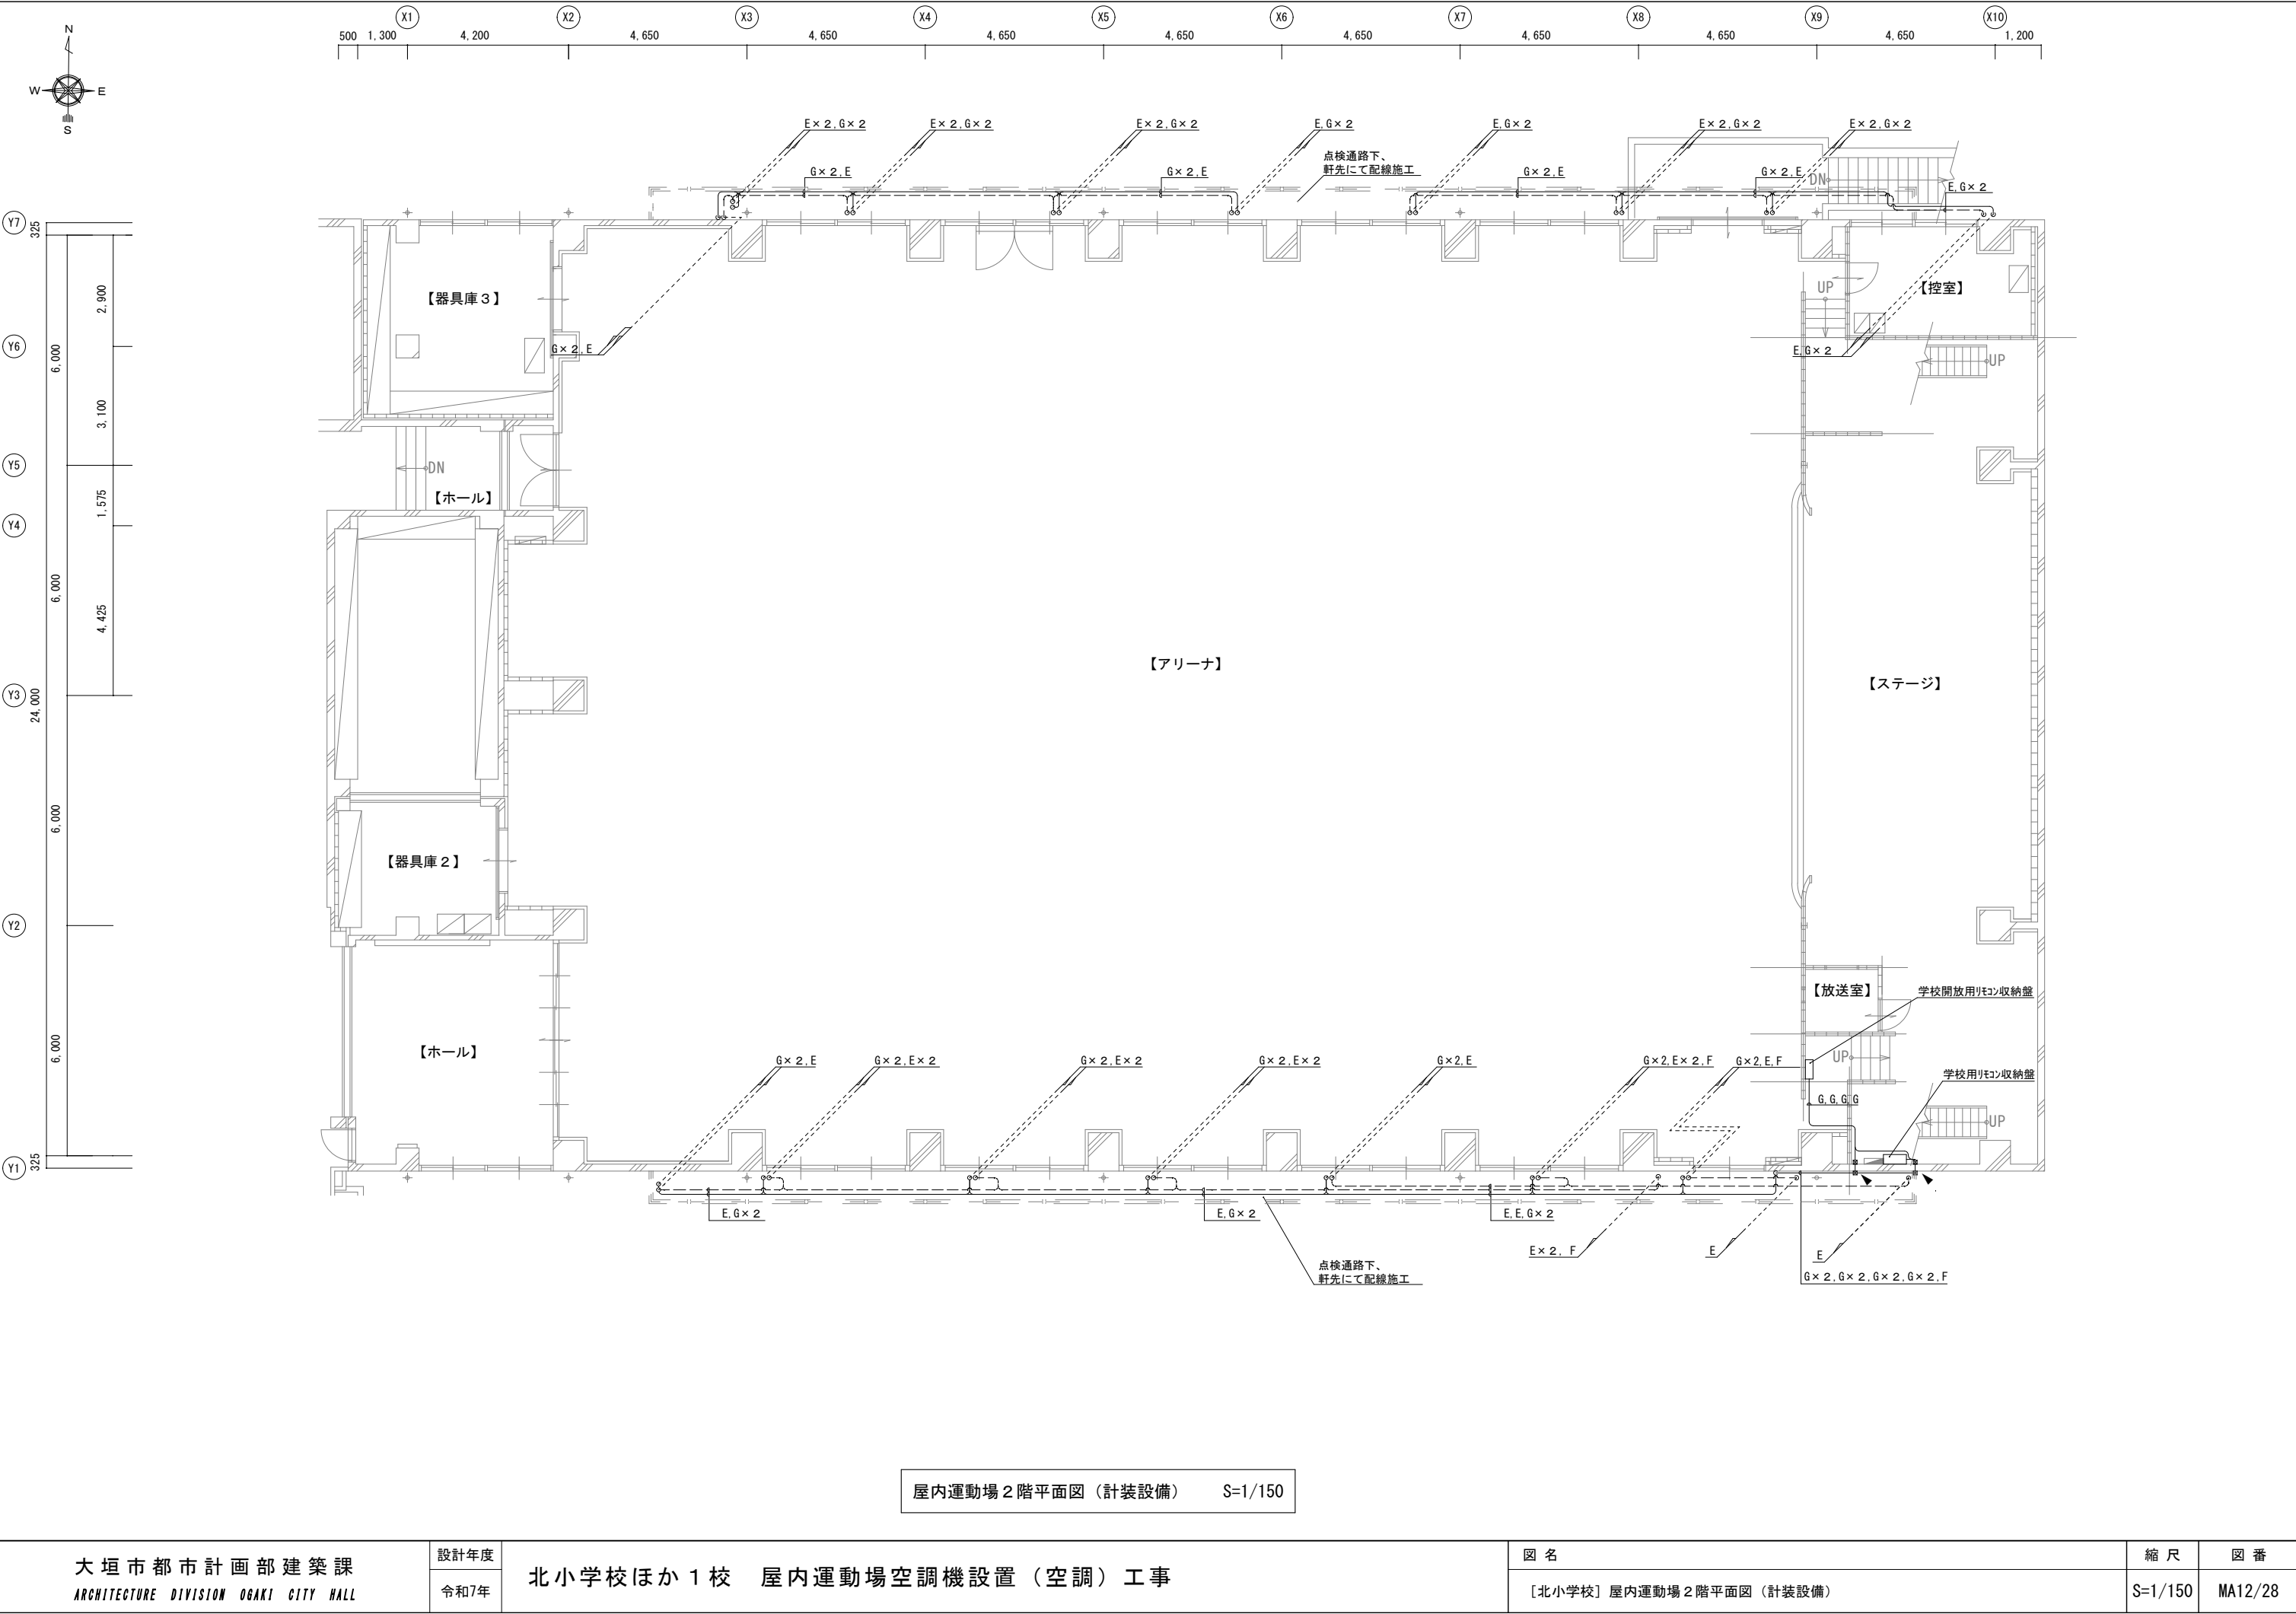 X1 X2 X3 X4 X5 X6 X7 X8 X9 X10
500 1,300 4,200 4,650 4,650 4,650 4,650 4,650 4,650 4,650 4,650 1,200
N
W E
S
E×2,G×2 E×2,G×2 E×2,G×2 E,G×2 E,G×2 E×2,G×2 E×2,G×2
点検通路下、
軒先にて配線施工
G×2,E G×2,E G×2,E G×2,E
DN
E,G×2
Y7
325
【器具庫3】
2,900
UP
【控室】
Y6
G×2,E
E,G×2
UP
6,000
3,100
Y5
DN
【ホール】
1,575
Y4
6,000
4,425
【アリーナ】
【ステージ】
Y3
24,000
6,000
【器具庫2】
Y2
【放送室】
学校開放用ﾘﾓｺﾝ収納盤
6,000
【ホール】
G×2,E G×2,E×2 G×2,E×2 G×2,E×2 G×2,E G×2,E×2,F G×2,E,F
UP
学校用ﾘﾓｺﾝ収納盤
G,G,G,G
UP
Y1
325
E,G×2 E,G×2 E,E,G×2
E×2, F E E
点検通路下、
軒先にて配線施工
G×2,G×2,G×2,G×2,F
屋内運動場2階平面図（計装設備） S=1/150
大垣市都市計画部建築課
ARCHITECTURE DIVISION OGAKI CITY HALL
設計年度
令和7年
北小学校ほか1校 屋内運動場空調機設置（空調）工事
図 名
［北小学校］屋内運動場2階平面図（計装設備）
縮 尺
S=1/150
図 番
MA12/28